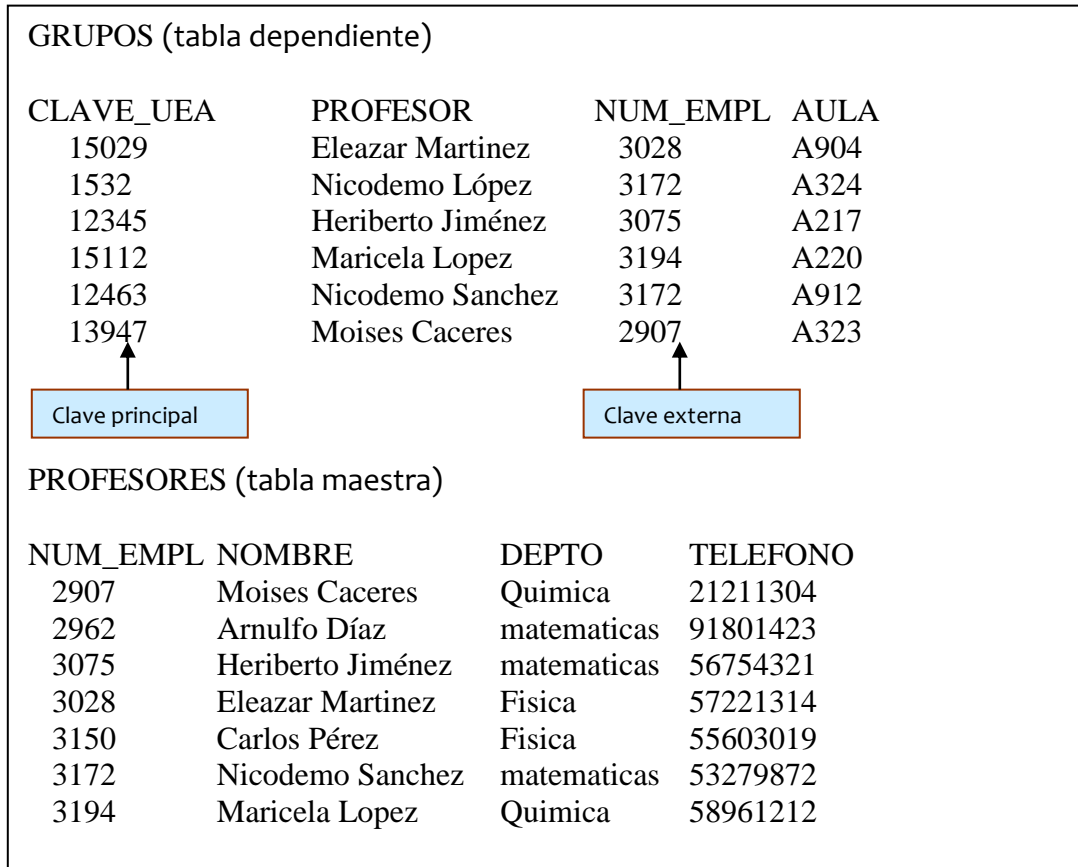 GRUPOS (tabla dependiente)
CLAVE_UEA PROFESOR NUM_EMPL AULA
15029 Eleazar Martinez 3028 A904
1532 Nicodemo López 3172 A324
12345 Heriberto Jiménez 3075 A217
15112 Maricela Lopez 3194 A220
12463 Nicodemo Sanchez 3172 A912
13947 Moises Caceres 2907 A323
Clave principal Clave externa
PROFESORES (tabla maestra)
NUM_EMPL NOMBRE DEPTO TELEFONO
2907 Moises Caceres Quimica 21211304
2962 Arnulfo Díaz matematicas 91801423
3075 Heriberto Jiménez matematicas 56754321
3028 Eleazar Martinez Fisica 57221314
3150 Carlos Pérez Fisica 55603019
3172 Nicodemo Sanchez matematicas 53279872
3194 Maricela Lopez Quimica 58961212